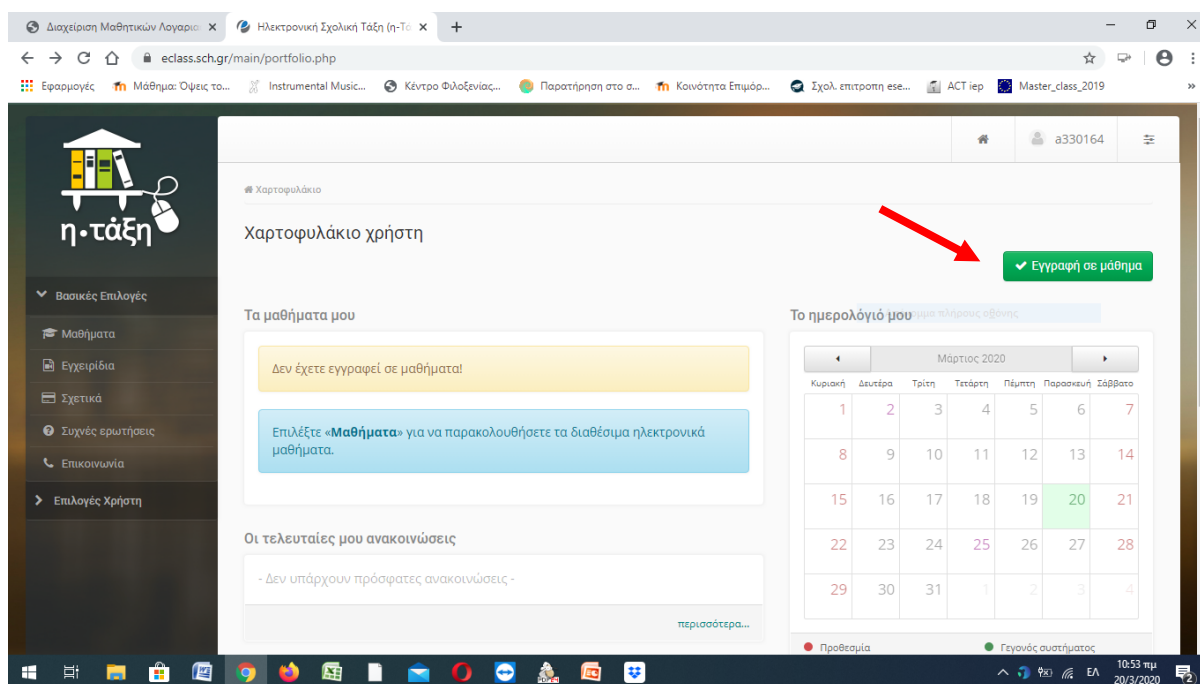 Διαχείριση Μαθητικών Λογαριασ
Ηλεκτρονική Σχολική Τάξη (η-Τά
eclass.sch.gr/main/portfolio.php
Εφαρμογές
Μάθημα: Όψεις το...
Instrumental Music...
Κέντρο Φιλοξενίας...
Παρατήρηση στο σ...
Κοινότητα Επιμόρ...
Σχολ. επιτροπη ese...
ACT iep
Master_class_2019
»
η·τάξη
a330164
Χαρτοφυλάκιο
Χαρτοφυλάκιο χρήστη
Εγγραφή σε μάθημα
Βασικές Επιλογές
Μαθήματα
Εγχειρίδια
Σχετικά
Συχνές ερωτήσεις
Επικοινωνία
Επιλογές Χρήστη
Τα μαθήματα μου
Δεν έχετε εγγραφεί σε μαθήματα!
Επιλέξτε «Μαθήματα» για να παρακολουθήσετε τα διαθέσιμα ηλεκτρονικά
μαθήματα.
Οι τελευταίες μου ανακοινώσεις
- Δεν υπάρχουν πρόσφατες ανακοινώσεις -
περισσότερα...
Το ημερολόγιό μου
πλήρους οθόνης
Μάρτιος 2020
Κυριακή Δευτέρα Τρίτη Τετάρτη Πέμπτη Παρασκευή Σάββατο
1 2 3 4 5 6 7
8 9 10 11 12 13 14
15 16 17 18 19 20 21
22 23 24 25 26 27 28
29 30 31 1 2 3 4
Προθεσμία
Γεγονός συστήματος
ΕΛ
10:53 πμ
20/3/2020
2